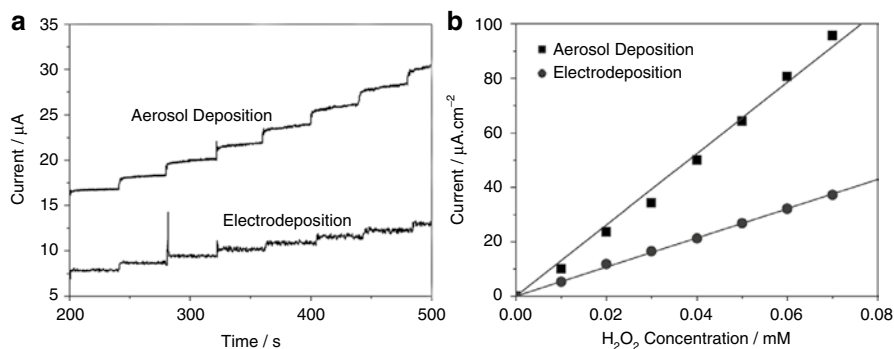 a
35
30
25
20
15
10
5
Current / μA
Aerosol Deposition
Electrodeposition
200
300
400
500
Time / s
b
100
80
60
40
20
0
Current / μA.cm⁻²
Aerosol Deposition
Electrodeposition
0.00
0.02
0.04
0.06
0.08
H₂O₂ Concentration / mM